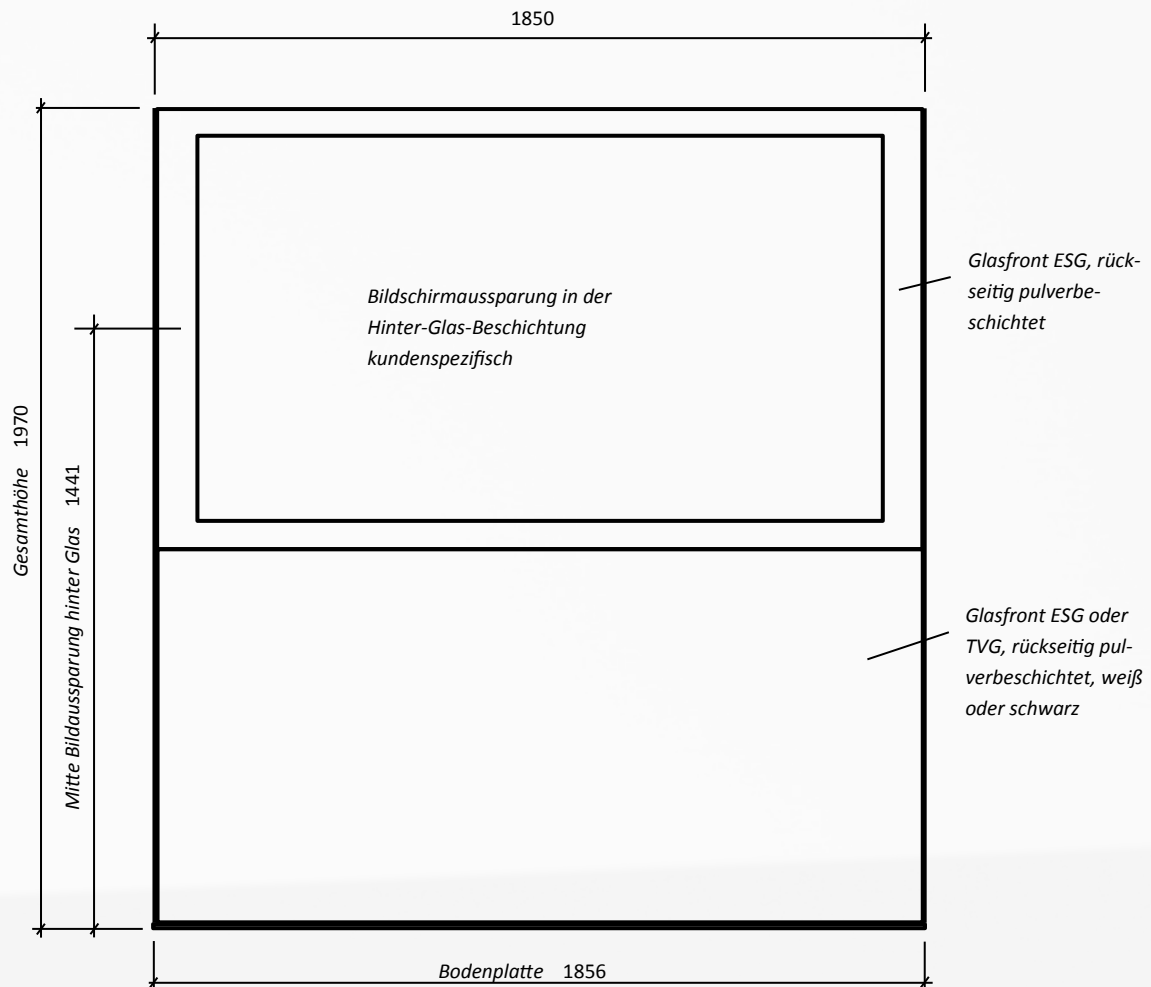 1850
Glasfront ESG, rück-
seitig pulverbe-
schichtet
Bildschirmaussparung in der
Hinter-Glas-Beschichtung
kundenspezifisch
Gesamthöhe 1970
Mitte Bildaussparung hinter Glas 1441
Glasfront ESG oder
TVG, rückseitig pul-
verbeschichtet, weiß
oder schwarz
Bodenplatte 1856